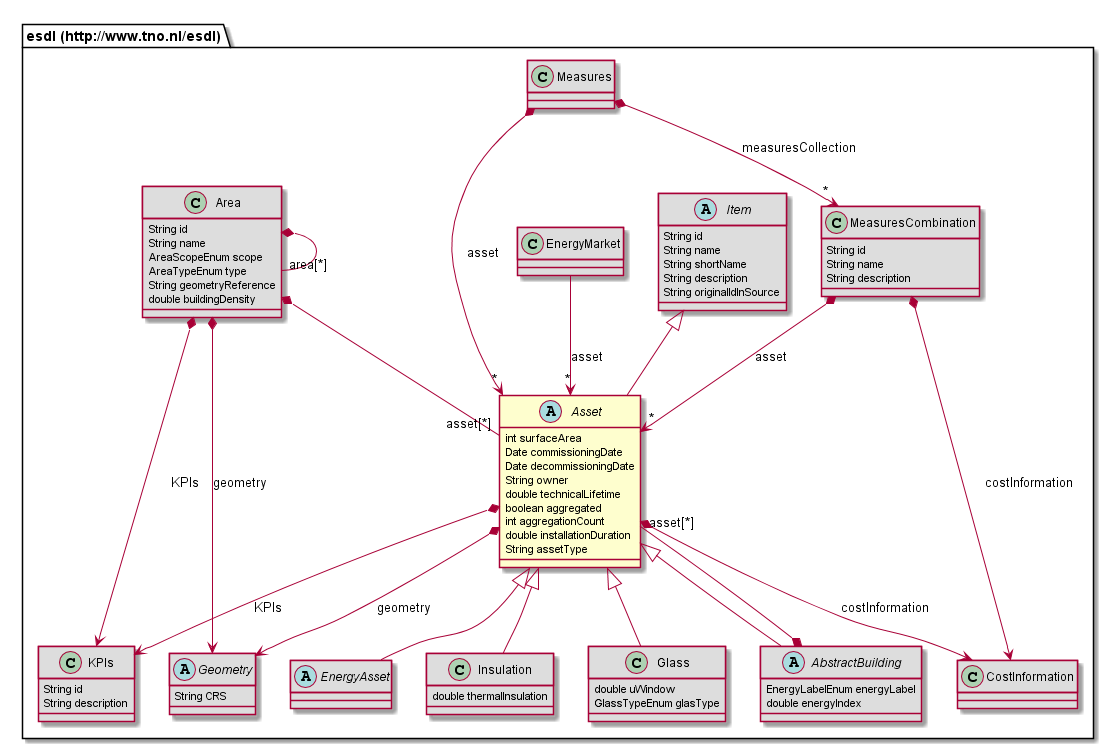 esdl (http://www.tno.nl/esdl)
C Measures
measuresCollection
*
C Area
String id
String name
AreaScopeEnum scope
AreaTypeEnum type
String geometryReference
double buildingDensity
area[*]
A Item
String id
String name
String shortName
String description
String originalIdInSource
C MeasuresCombination
String id
String name
String description
C EnergyMarket
asset
asset
asset
*
*
*
asset[*]
A Asset
int surfaceArea
Date commissioningDate
Date decommissioningDate
String owner
double technicalLifetime
boolean aggregated
int aggregationCount
double installationDuration
String assetType
KPIs
geometry
costInformation
asset[*]
KPIs
geometry
costInformation
C KPIs
String id
String description
A Geometry
String CRS
A EnergyAsset
C Insulation
double thermalInsulation
C Glass
double uWindow
GlassTypeEnum glasType
A AbstractBuilding
EnergyLabelEnum energyLabel
double energyIndex
C CostInformation